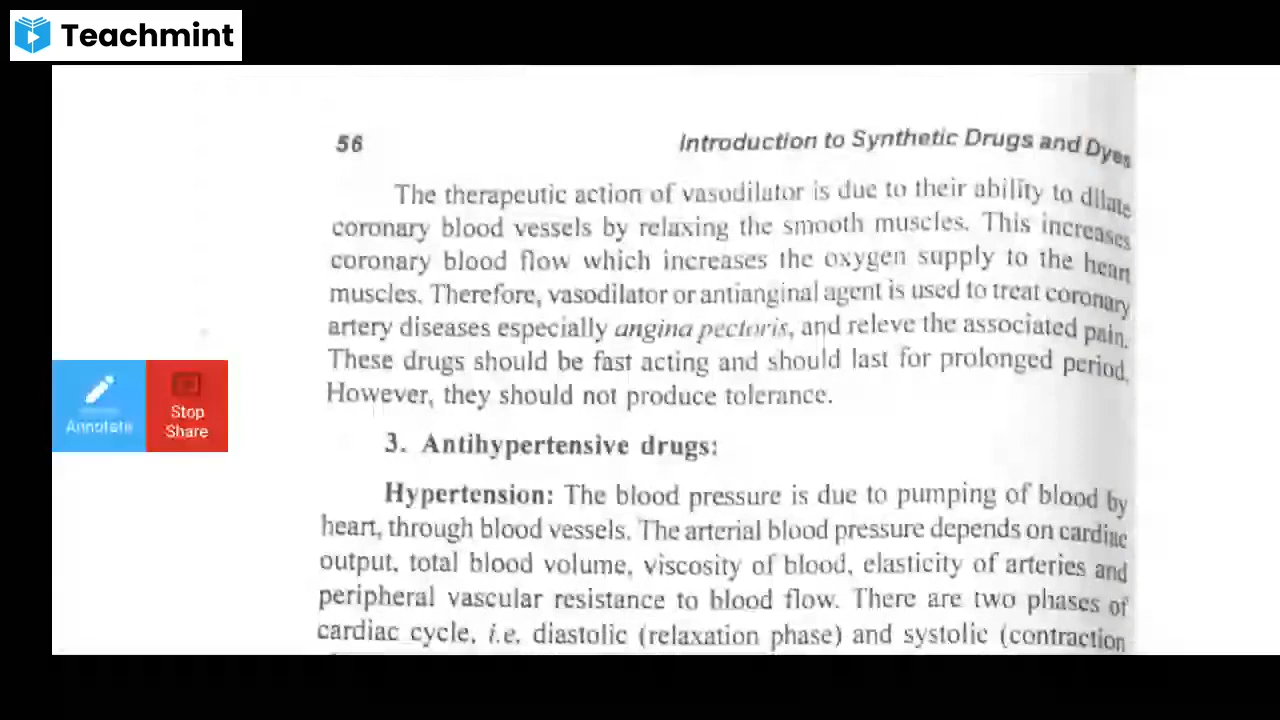 Teachmint
56 Introduction to Synthetic Drugs and Dyes
The therapeutic action of vasodilator is due to their ability to dilate
coronary blood vessels by relaxing the smooth muscles. This increases
coronary blood flow which increases the oxygen supply to the heart
muscles. Therefore, vasodilator or antianginal agent is used to treat coronary
artery diseases especially angina pectoris, and releve the associated pain.
These drugs should be fast acting and should last for prolonged period.
However, they should not produce tolerance.
Annotate
Stop
Share
3. Antihypertensive drugs:
Hypertension: The blood pressure is due to pumping of blood by
heart, through blood vessels. The arterial blood pressure depends on cardiac
output, total blood volume, viscosity of blood, elasticity of arteries and
peripheral vascular resistance to blood flow. There are two phases of
cardiac cycle, i.e. diastolic (relaxation phase) and systolic (contraction